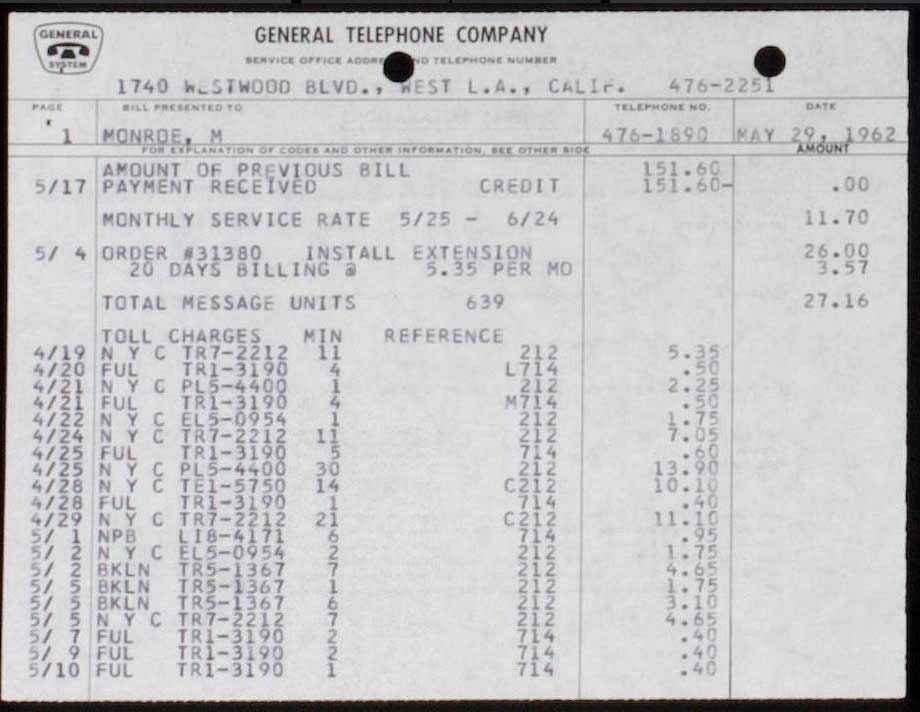 GENERAL SYSTEM
GENERAL TELEPHONE COMPANY
SERVICE OFFICE ADDRE ND TELEPHONE NUMBER
1740 WESTWOOD BLVD., WEST L.A., CALIF. 476-2251
PAGE BILL PRESENTED TO TELEPHONE NO. DATE
1 MONROE, M 476-1890 MAY 29, 1962
FOR EXPLANATION OF CODES AND OTHER INFORMATION, SEE OTHER SIDE AMOUNT
AMOUNT OF PREVIOUS BILL 151.60
5/17 PAYMENT RECEIVED CREDIT 151.60- .00
MONTHLY SERVICE RATE 5/25 - 6/24 11.70
5/ 4 ORDER #31380 INSTALL EXTENSION 26.00
20 DAYS BILLING @ 5.35 PER MO 3.57
TOTAL MESSAGE UNITS 639 27.16
TOLL CHARGES MIN REFERENCE
4/19 N Y C TR7-2212 11 212 5.35
4/20 FUL TR1-3190 4 L714 .50
4/21 N Y C PL5-4400 1 212 2.25
4/21 FUL TR1-3190 4 M714 .50
4/22 N Y C EL5-0954 1 212 1.75
4/24 N Y C TR7-2212 11 212 7.05
4/25 FUL TR1-3190 5 714 .60
4/25 N Y C PL5-4400 30 212 13.90
4/28 N Y C TE1-5750 14 C212 10.10
4/28 FUL TR1-3190 1 714 .40
4/29 N Y C TR7-2212 21 C212 11.10
5/ 1 NPB LI8-4171 6 714 .95
5/ 2 N Y C EL5-0954 2 212 1.75
5/ 2 BKLN TR5-1367 7 212 4.65
5/ 5 BKLN TR5-1367 1 212 1.75
5/ 5 BKLN TR5-1367 6 212 3.10
5/ 5 N Y C TR7-2212 7 212 4.65
5/ 7 FUL TR1-3190 2 714 .40
5/ 9 FUL TR1-3190 2 714 .40
5/10 FUL TR1-3190 1 714 .40